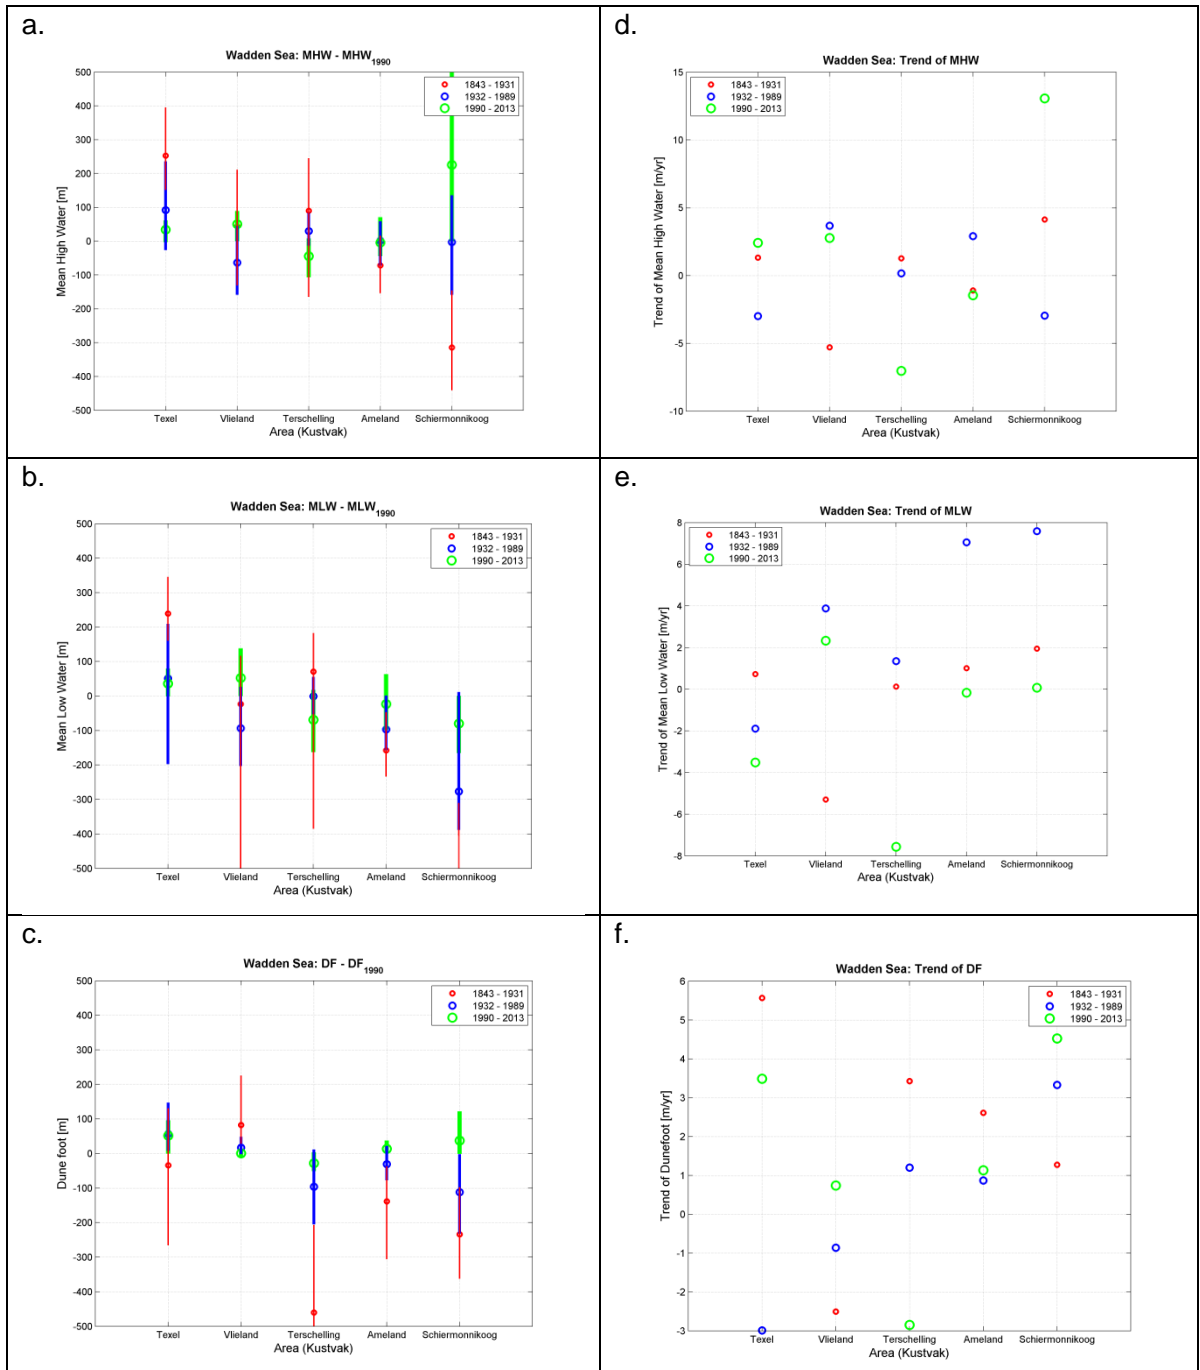 a.
Wadden Sea: MHW - MHW1990
1843 - 1931
1932 - 1989
1990 - 2013
500
400
300
200
100
0
-100
-200
-300
-400
-500
Mean High Water [m]
Texel Vlieland Terschelling Ameland Schiermonnikoog
Area (Kustvak)
d.
Wadden Sea: Trend of MHW
1843 - 1931
1932 - 1989
1990 - 2013
15
10
5
0
-5
-10
Trend of Mean High Water [m/yr]
Texel Vlieland Terschelling Ameland Schiermonnikoog
Area (Kustvak)
b.
Wadden Sea: MLW - MLW1990
1843 - 1931
1932 - 1989
1990 - 2013
500
400
300
200
100
0
-100
-200
-300
-400
-500
Mean Low Water [m]
Texel Vlieland Terschelling Ameland Schiermonnikoog
Area (Kustvak)
e.
Wadden Sea: Trend of MLW
1843 - 1931
1932 - 1989
1990 - 2013
8
6
4
2
0
-2
-4
-6
-8
Trend of Mean Low Water [m/yr]
Texel Vlieland Terschelling Ameland Schiermonnikoog
Area (Kustvak)
c.
Wadden Sea: DF - DF1990
1843 - 1931
1932 - 1989
1990 - 2013
500
400
300
200
100
0
-100
-200
-300
-400
-500
Dune foot [m]
Texel Vlieland Terschelling Ameland Schiermonnikoog
Area (Kustvak)
f.
Wadden Sea: Trend of DF
1843 - 1931
1932 - 1989
1990 - 2013
6
5
4
3
2
1
0
-1
-2
-3
Trend of Dunefoot [m/yr]
Texel Vlieland Terschelling Ameland Schiermonnikoog
Area (Kustvak)